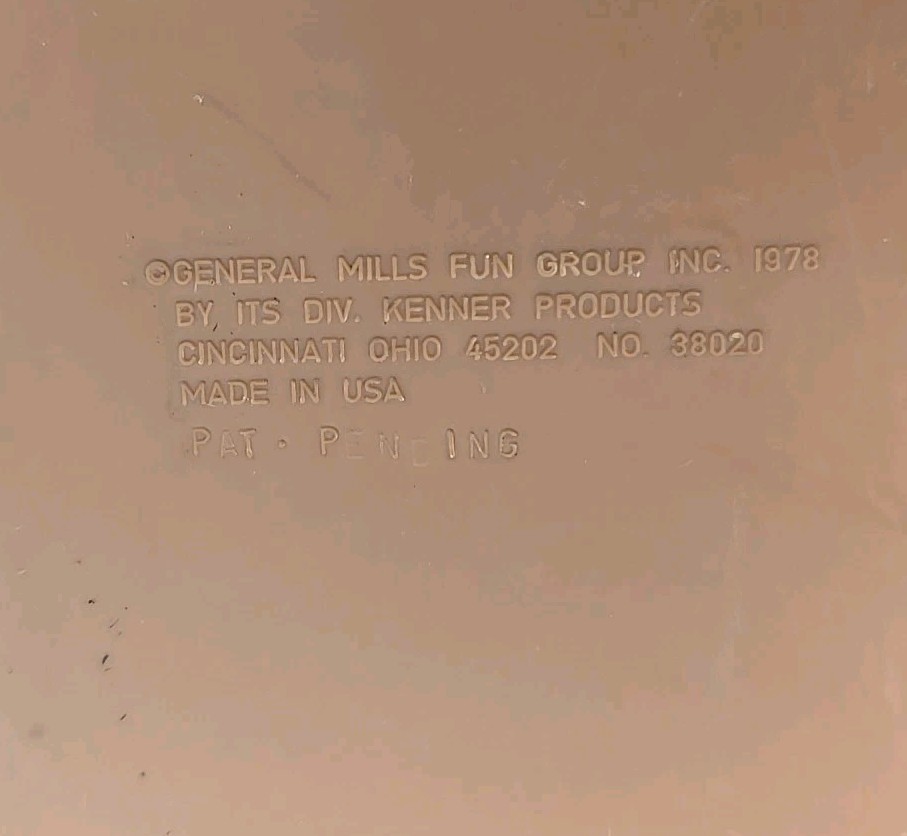 ©GENERAL MILLS FUN GROUP INC. 1978
BY ITS DIV. KENNER PRODUCTS
CINCINNATI OHIO 45202 NO. 38020
MADE IN USA
PAT. PENDING